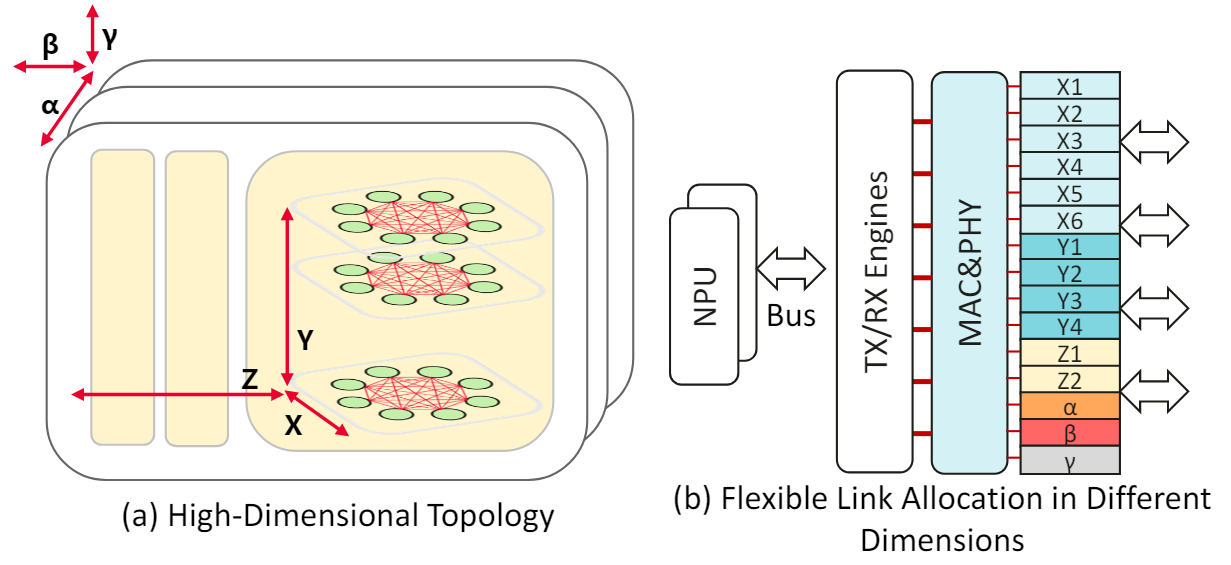 γ
β
α
Y
Z
X
(a) High-Dimensional Topology
NPU
Bus
TX/RX Engines
MAC&PHY
X1
X2
X3
X4
X5
X6
Y1
Y2
Y3
Y4
Z1
Z2
α
β
γ
(b) Flexible Link Allocation in Different
Dimensions